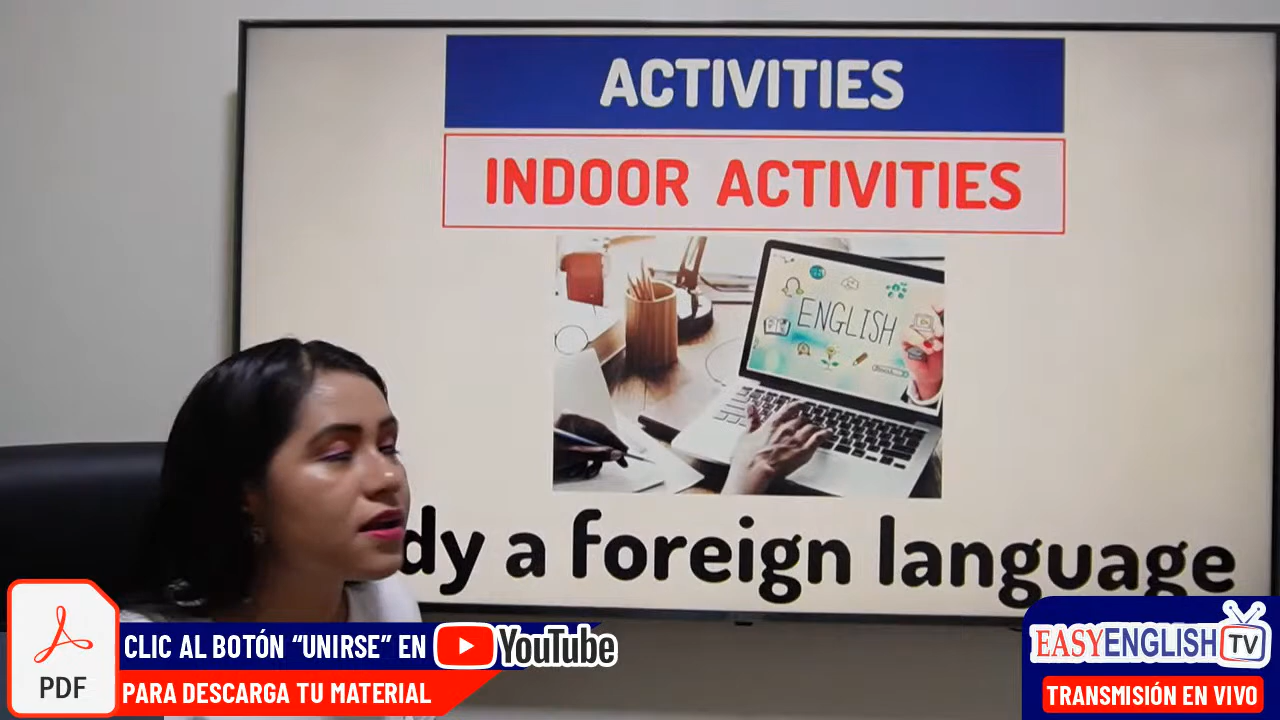 ACTIVITIES
INDOOR ACTIVITIES
ENGLISH
dy a foreign language
CLIC AL BOTÓN “UNIRSE” EN YouTube
PARA DESCARGA TU MATERIAL
PDF
EASYENGLISH TV
TRANSMISIÓN EN VIVO